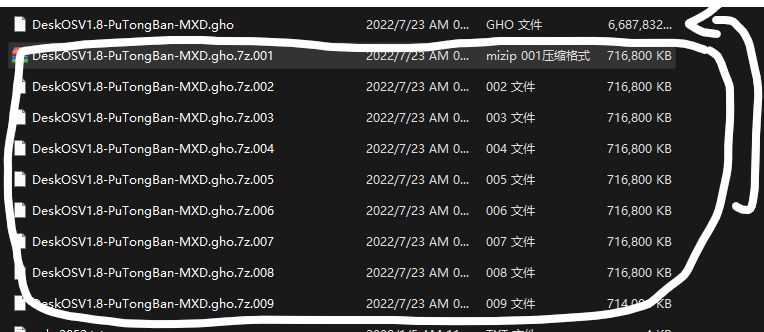 DeskOSV1.8-PuTongBan-MXD.gho 2022/7/23 AM 0... GHO 文件 6,687,832...
DeskOSV1.8-PuTongBan-MXD.gho.7z.001 2022/7/23 AM 0... mizip 001压缩格式 716,800 KB
DeskOSV1.8-PuTongBan-MXD.gho.7z.002 2022/7/23 AM 0... 002 文件 716,800 KB
DeskOSV1.8-PuTongBan-MXD.gho.7z.003 2022/7/23 AM 0... 003 文件 716,800 KB
DeskOSV1.8-PuTongBan-MXD.gho.7z.004 2022/7/23 AM 0... 004 文件 716,800 KB
DeskOSV1.8-PuTongBan-MXD.gho.7z.005 2022/7/23 AM 0... 005 文件 716,800 KB
DeskOSV1.8-PuTongBan-MXD.gho.7z.006 2022/7/23 AM 0... 006 文件 716,800 KB
DeskOSV1.8-PuTongBan-MXD.gho.7z.007 2022/7/23 AM 0... 007 文件 716,800 KB
DeskOSV1.8-PuTongBan-MXD.gho.7z.008 2022/7/23 AM 0... 008 文件 716,800 KB
DeskOSV1.8-PuTongBan-MXD.gho.7z.009 2022/7/23 AM 0... 009 文件 KB